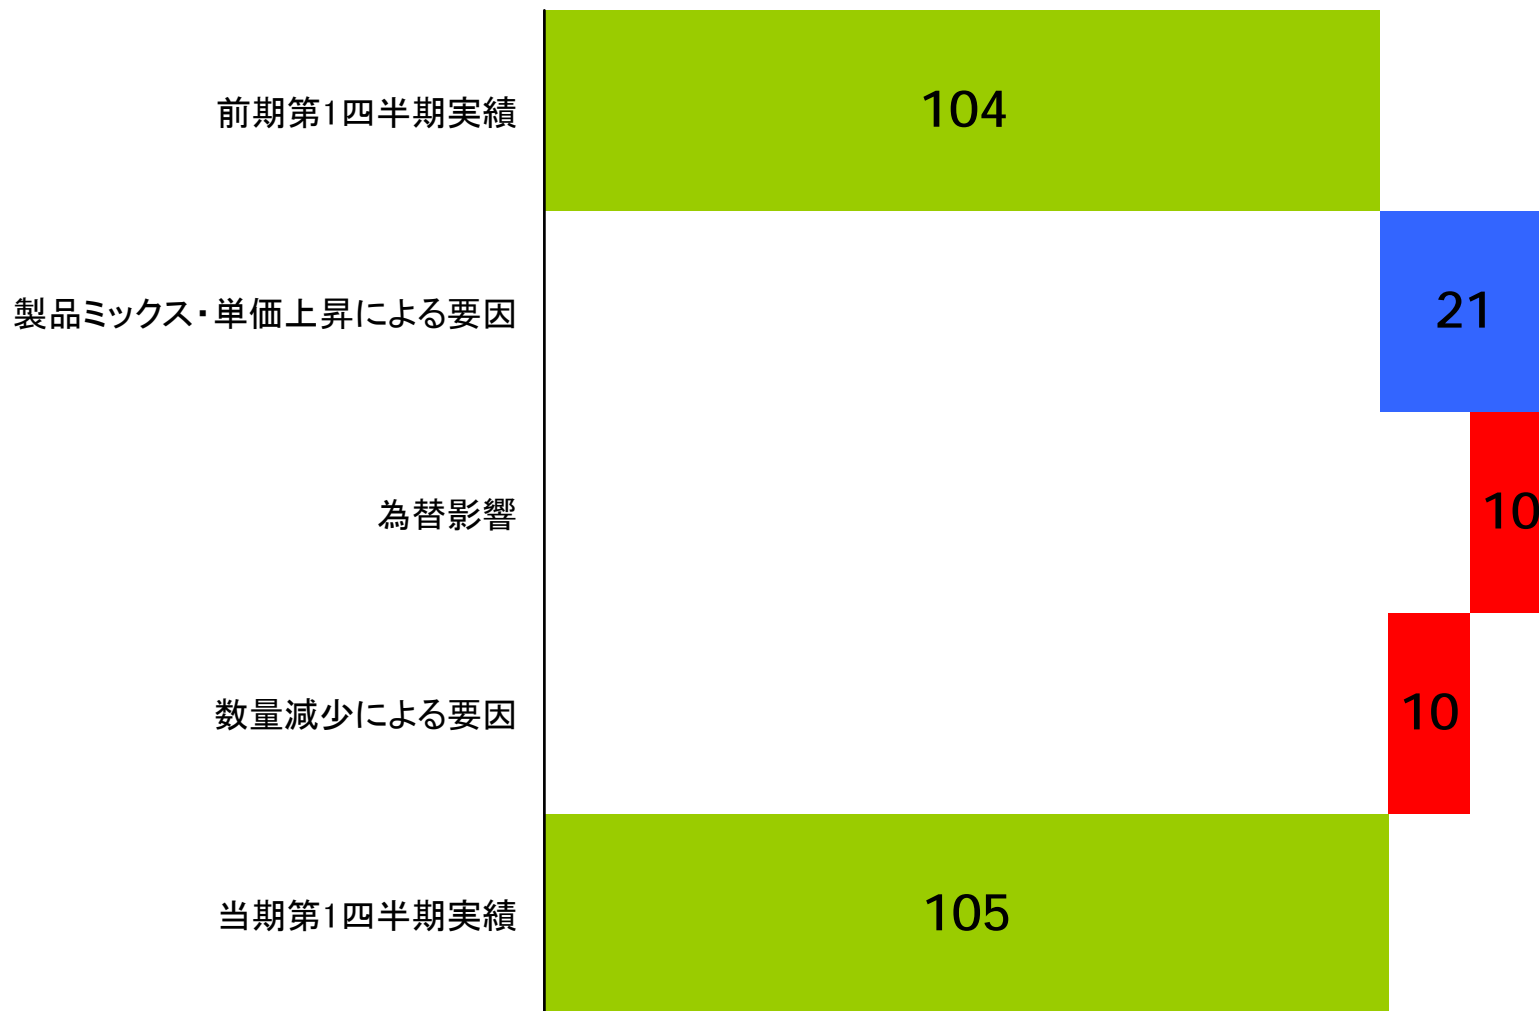 前期第1四半期実績
104
製品ミックス・単価上昇による要因
21
為替影響
10
数量減少による要因
10
当期第1四半期実績
105